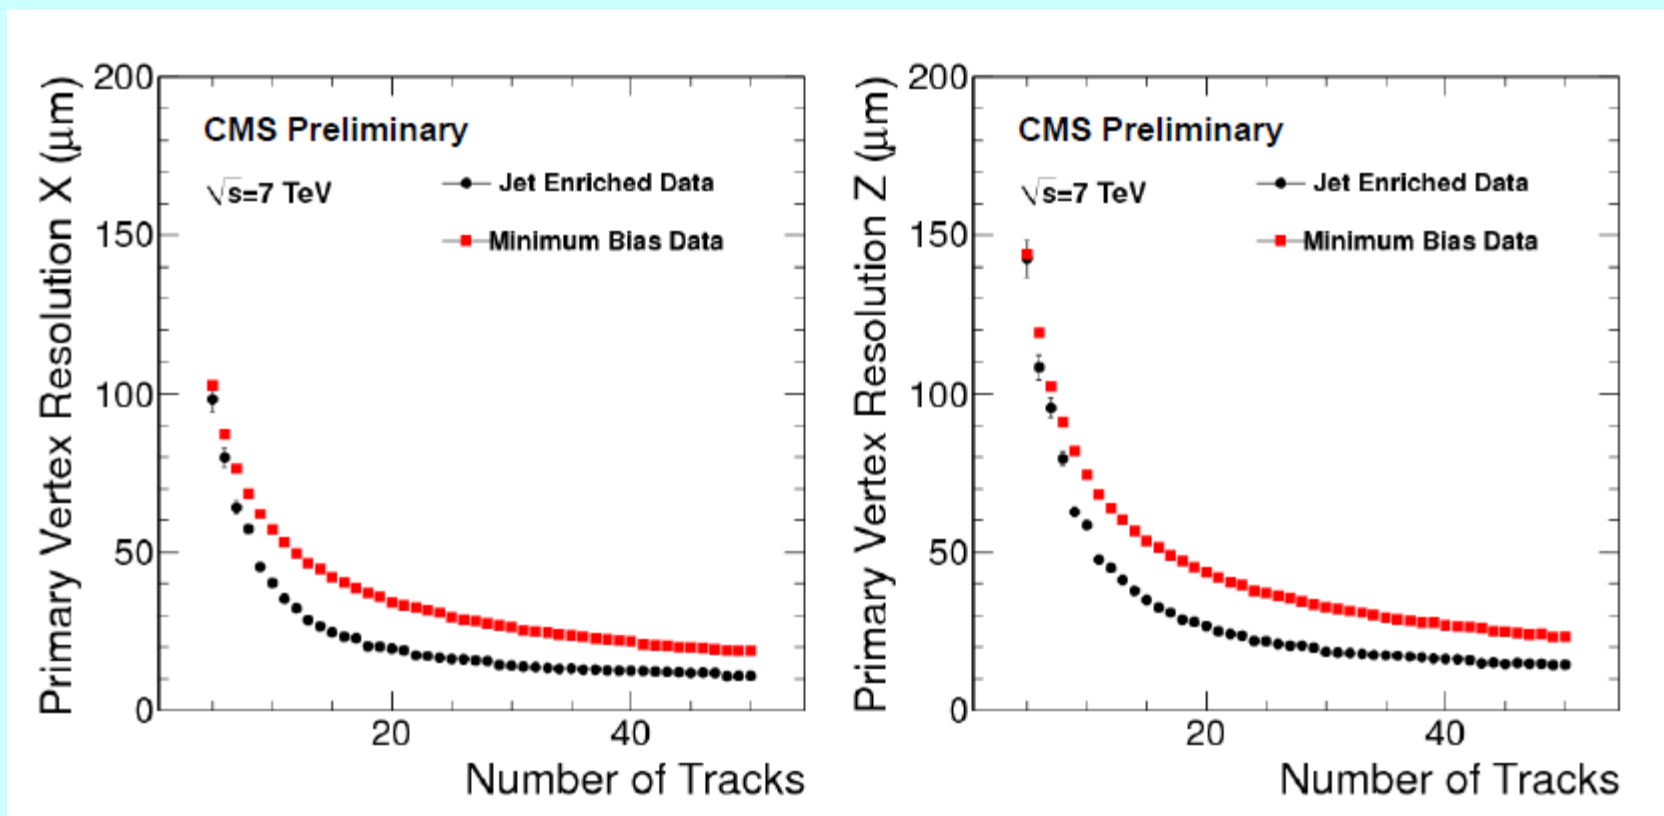 Primary Vertex Resolution X (μm)
200
150
100
50
0
20
40
Number of Tracks
CMS Preliminary
√s=7 TeV
Jet Enriched Data
Minimum Bias Data
Primary Vertex Resolution Z (μm)
200
150
100
50
0
20
40
Number of Tracks
CMS Preliminary
√s=7 TeV
Jet Enriched Data
Minimum Bias Data